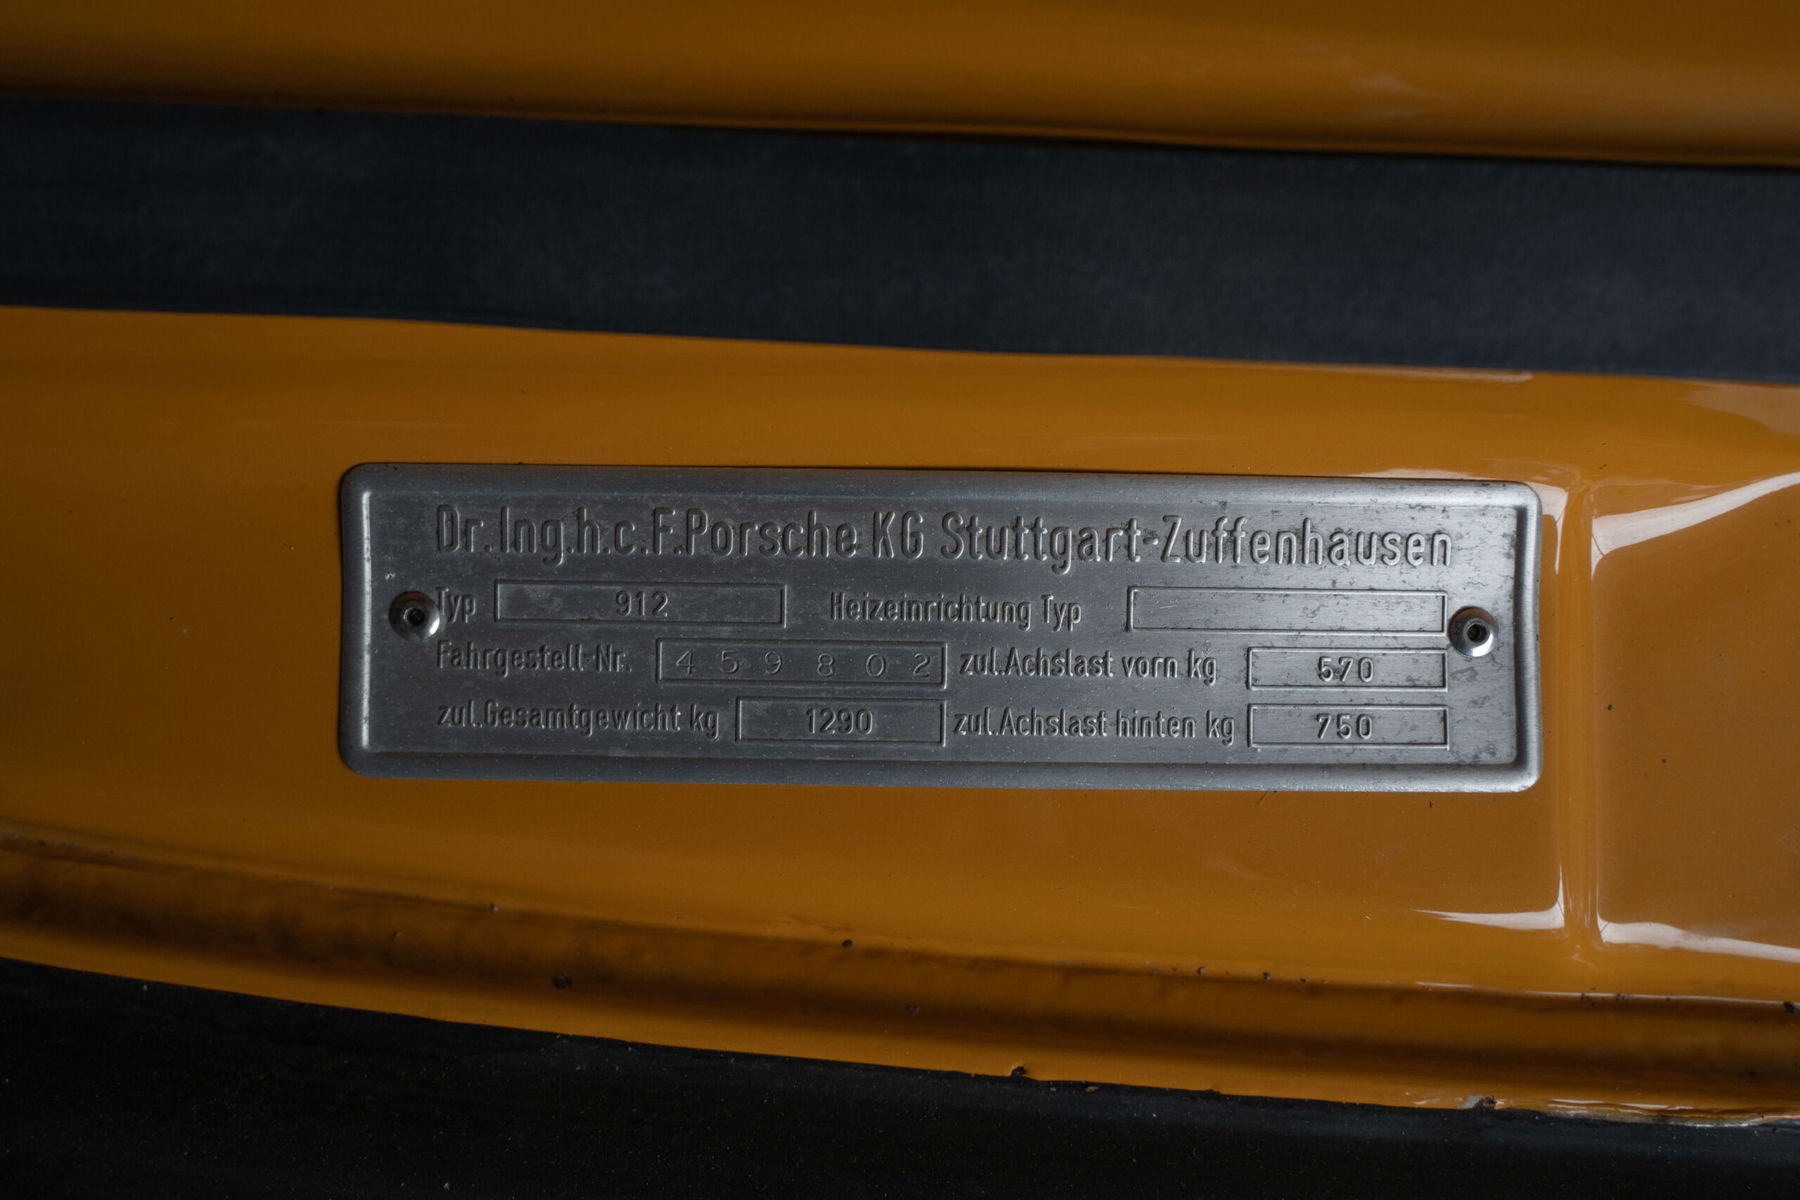 Dr.Ing.h.c.F.Porsche KG Stuttgart-Zuffenhausen
Typ 912 Heizeinrichtung Typ
Fahrgestell-Nr. 459802 zul.Achslast vorn kg 570
zul.Gesamtgewicht kg 1290 zul.Achslast hinten kg 750